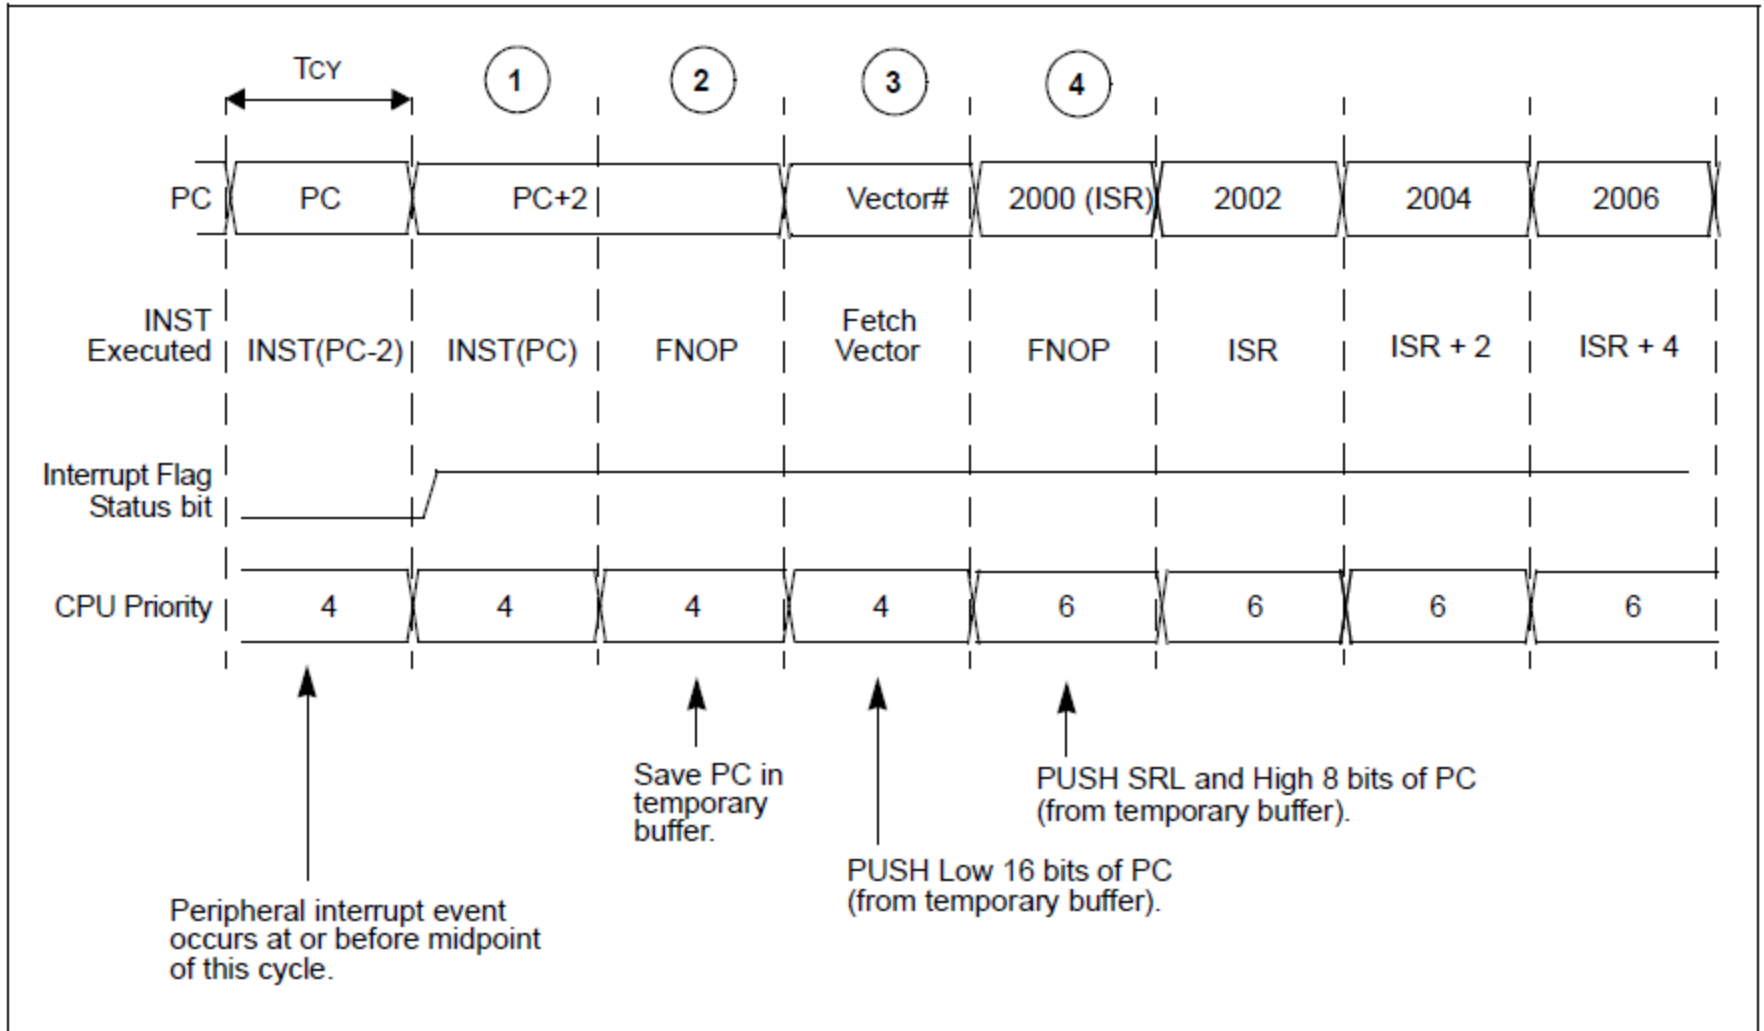 TCY
1 2 3 4
PC PC PC+2 Vector# 2000 (ISR) 2002 2004 2006
INST
Executed
INST(PC-2) INST(PC) FNOP
Fetch
Vector
FNOP ISR ISR + 2 ISR + 4
Interrupt Flag
Status bit
CPU Priority 4 4 4 4 6 6 6 6
Save PC in
temporary
buffer.
PUSH SRL and High 8 bits of PC
(from temporary buffer).
PUSH Low 16 bits of PC
(from temporary buffer).
Peripheral interrupt event
occurs at or before midpoint
of this cycle.